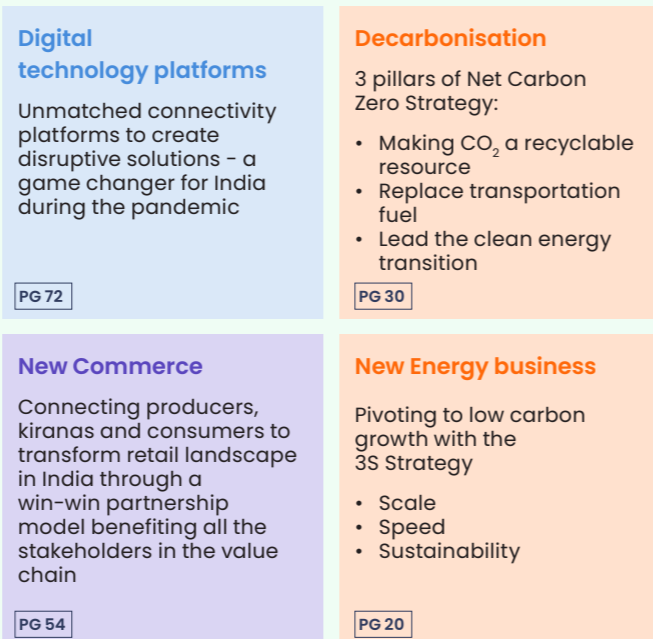 Digital
technology platforms
Unmatched connectivity
platforms to create
disruptive solutions - a
game changer for India
during the pandemic
PG 72
Decarbonisation
3 pillars of Net Carbon
Zero Strategy:
• Making CO₂ a recyclable
resource
• Replace transportation
fuel
• Lead the clean energy
transition
PG 30
New Commerce
Connecting producers,
kiranas and consumers to
transform retail landscape
in India through a
win-win partnership
model benefiting all the
stakeholders in the value
chain
PG 54
New Energy business
Pivoting to low carbon
growth with the
3S Strategy
• Scale
• Speed
• Sustainability
PG 20